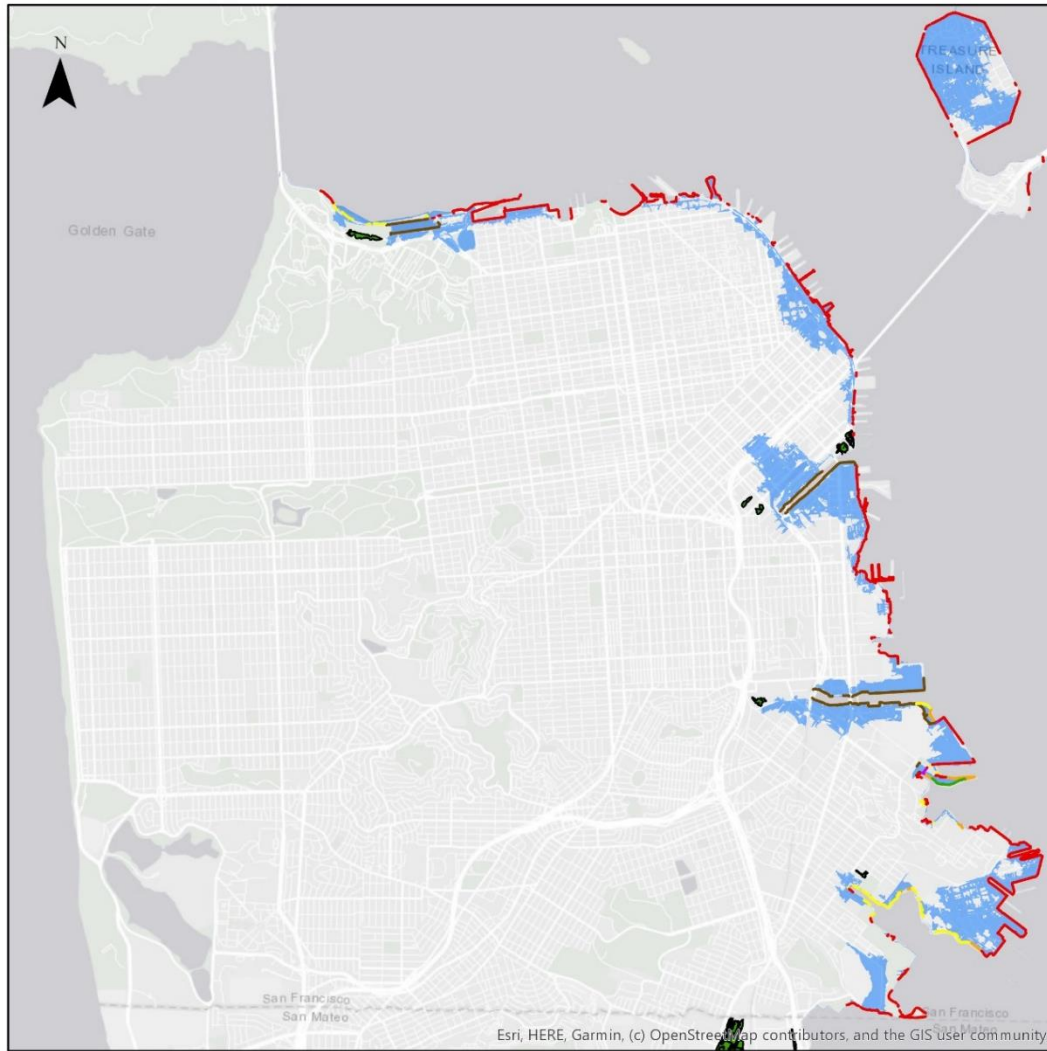 N
TREASURE
ISLAND
Golden Gate
San Francisco
San Mateo
San Francisco
San Mateo
Esri, HERE, Garmin, (c) OpenStreetMap contributors, and the GIS user community